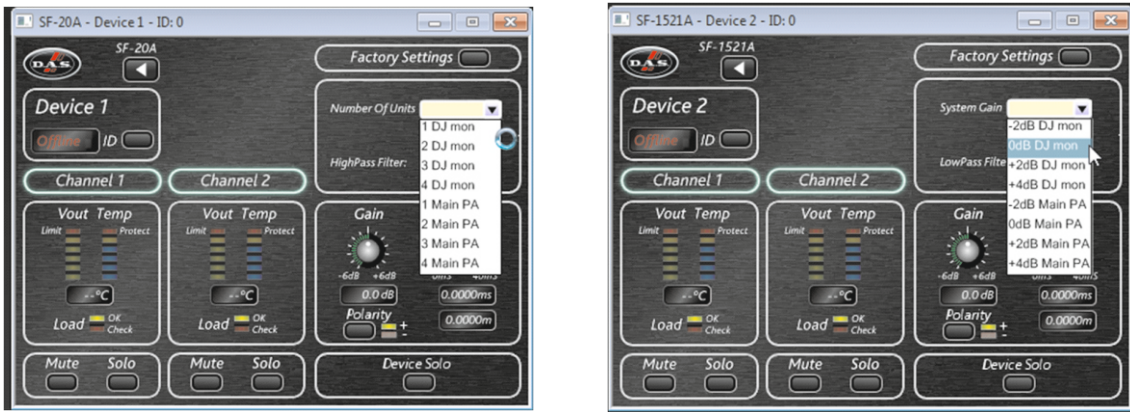 SF-20A - Device 1 - ID: 0
D.A.S
SF-20A
Factory Settings
Device 1
Offline
ID
Number Of Units
1 DJ mon
2 DJ mon
3 DJ mon
4 DJ mon
1 Main PA
2 Main PA
3 Main PA
4 Main PA
HighPass Filter:
Channel 1
Channel 2
Vout Temp
Limit
Protect
--°C
Load
OK
Check
Vout Temp
Limit
Protect
--°C
Load
OK
Check
Gain
-6dB +6dB
0.0 dB
0.0000ms
Polarity
+
-
0.0000m
Mute Solo
Mute Solo
Device Solo
SF-1521A - Device 2 - ID: 0
D.A.S
SF-1521A
Factory Settings
Device 2
Offline
ID
System Gain
-2dB DJ mon
0dB DJ mon
+2dB DJ mon
+4dB DJ mon
-2dB Main PA
0dB Main PA
+2dB Main PA
+4dB Main PA
LowPass Filte
Channel 1
Channel 2
Vout Temp
Limit
Protect
--°C
Load
OK
Check
Vout Temp
Limit
Protect
--°C
Load
OK
Check
Gain
-6dB +6dB
0.0 dB
0.0000ms
Polarity
+
-
0.0000m
Mute Solo
Mute Solo
Device Solo